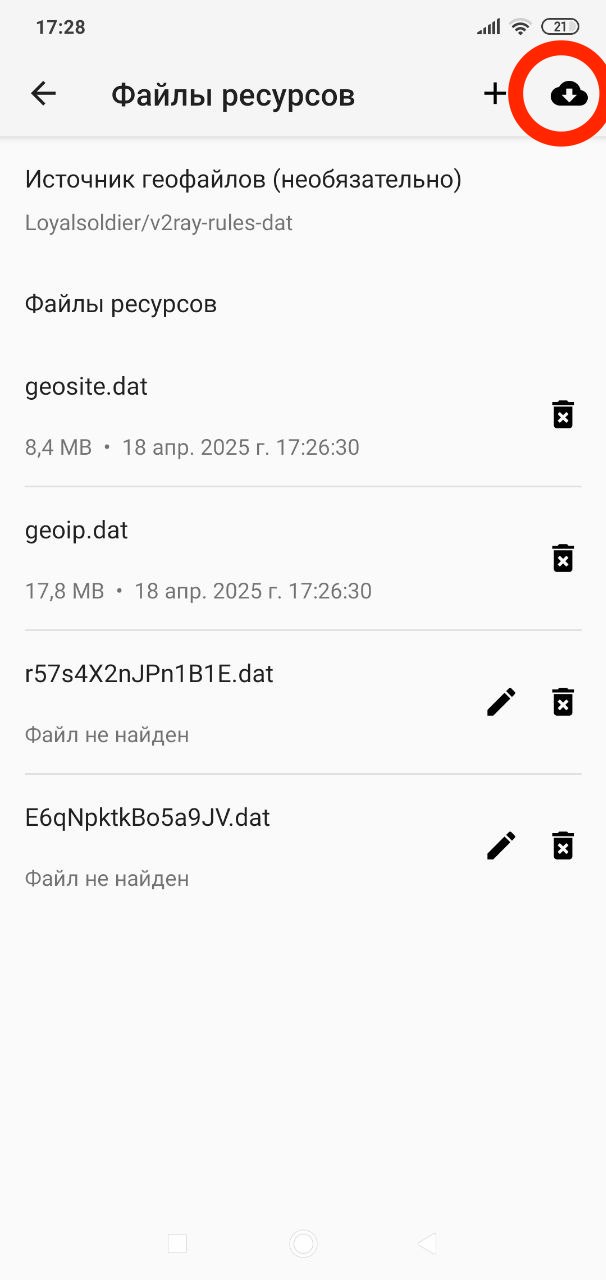 17:28
21
Файлы ресурсов
Источник геофайлов (необязательно)
Loyalsoldier/v2ray-rules-dat
Файлы ресурсов
geosite.dat
8,4 MB • 18 апр. 2025 г. 17:26:30
geoip.dat
17,8 MB • 18 апр. 2025 г. 17:26:30
r57s4X2nJPn1B1E.dat
Файл не найден
E6qNpktkBo5a9JV.dat
Файл не найден